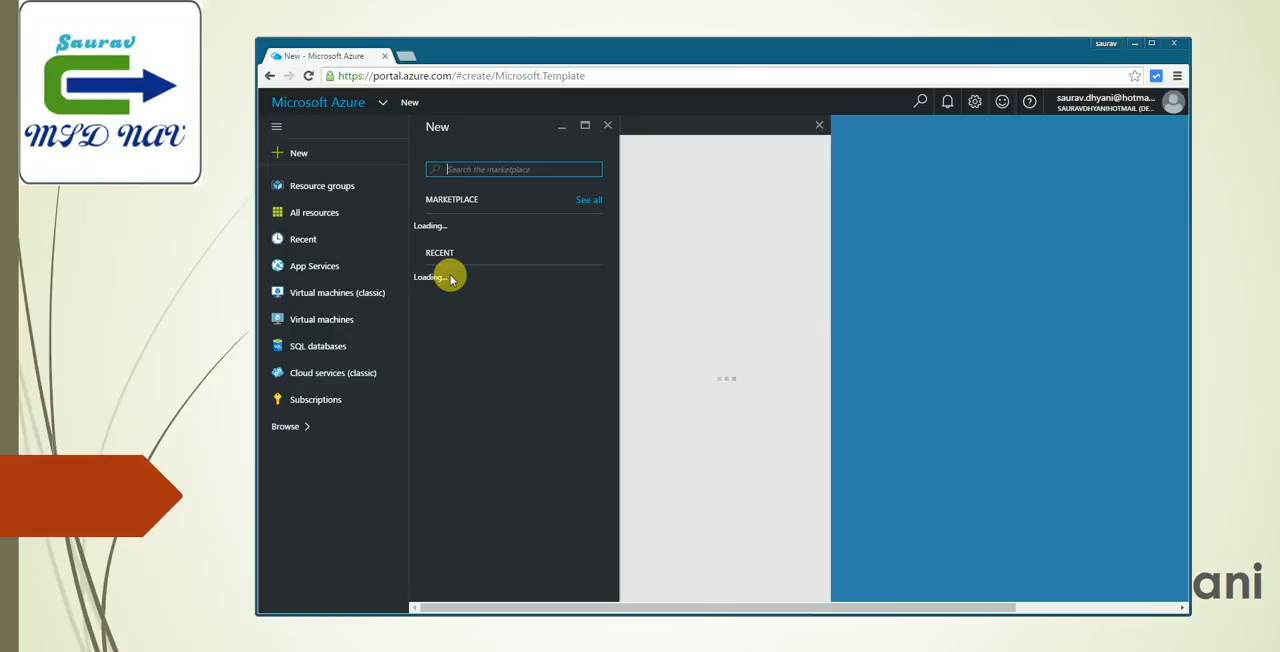 Saurav
MSD NAV
saurav
New - Microsoft Azure
https://portal.azure.com/#create/Microsoft.Template
Microsoft Azure
New
saurav.dhyani@hotma...
SAURAVDHYANIHOTMAIL (DE...
New
Resource groups
All resources
Recent
App Services
Virtual machines (classic)
Virtual machines
SQL databases
Cloud services (classic)
Subscriptions
Browse
New
Search the marketplace
MARKETPLACE
See all
Loading...
RECENT
Loading...
ani